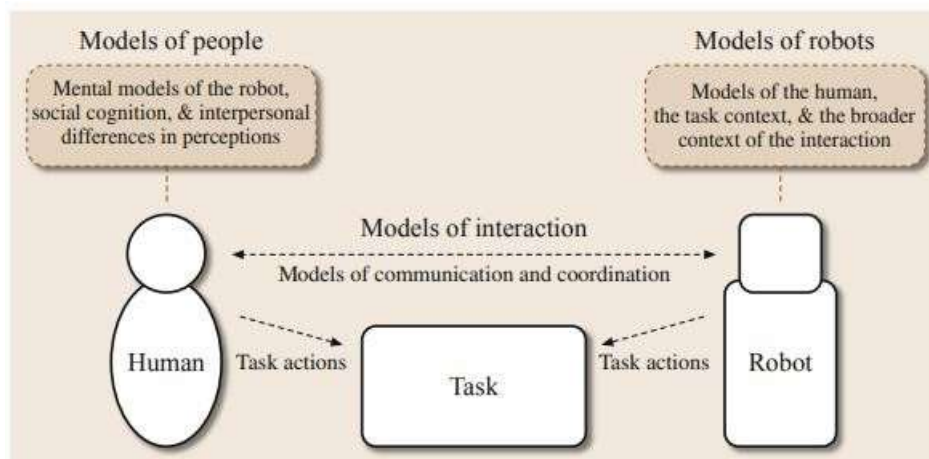 Models of people
Mental models of the robot,
social cognition, & interpersonal
differences in perceptions
Models of robots
Models of the human,
the task context, & the broader
context of the interaction
Models of interaction
Models of communication and coordination
Human
Task actions
Task
Task actions
Robot